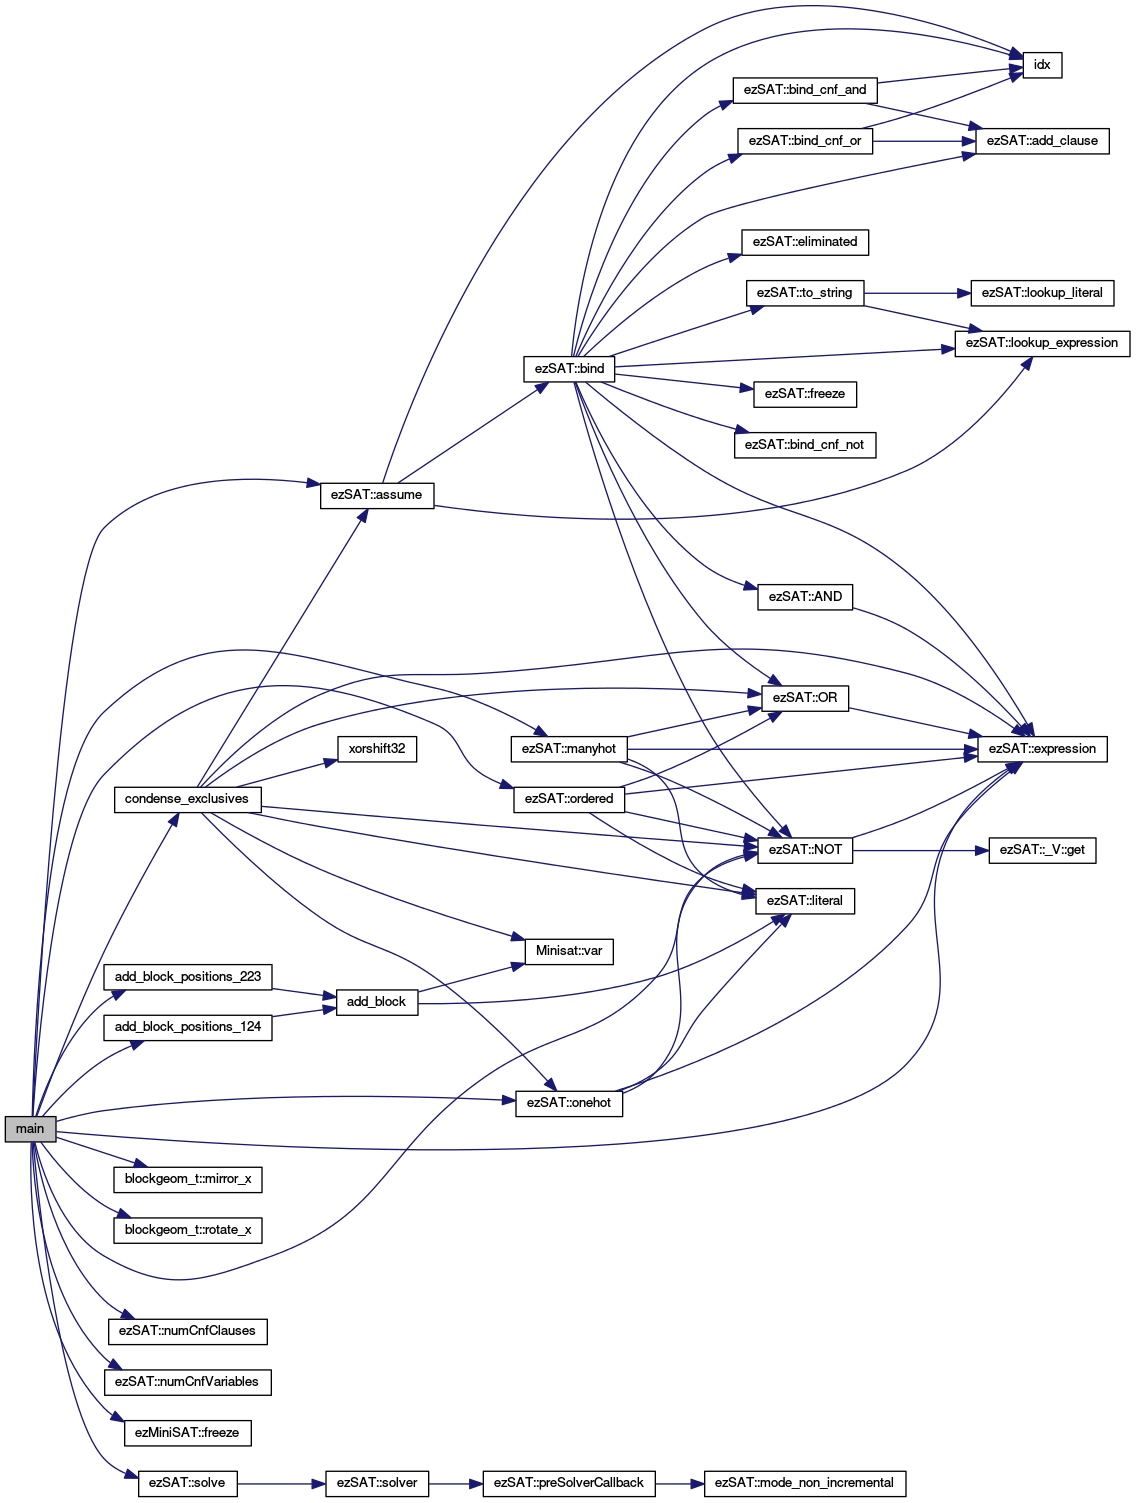 idx
ezSAT::bind_cnf_and
ezSAT::bind_cnf_or
ezSAT::add_clause
ezSAT::eliminated
ezSAT::to_string
ezSAT::lookup_literal
ezSAT::lookup_expression
ezSAT::bind
ezSAT::freeze
ezSAT::bind_cnf_not
ezSAT::assume
ezSAT::AND
ezSAT::OR
ezSAT::manyhot
xorshift32
ezSAT::expression
condense_exclusives
ezSAT::ordered
ezSAT::NOT
ezSAT::_V::get
ezSAT::literal
Minisat::var
add_block_positions_223
add_block
add_block_positions_124
ezSAT::onehot
main
blockgeom_t::mirror_x
blockgeom_t::rotate_x
ezSAT::numCnfClauses
ezSAT::numCnfVariables
ezMiniSAT::freeze
ezSAT::solve
ezSAT::solver
ezSAT::preSolverCallback
ezSAT::mode_non_incremental